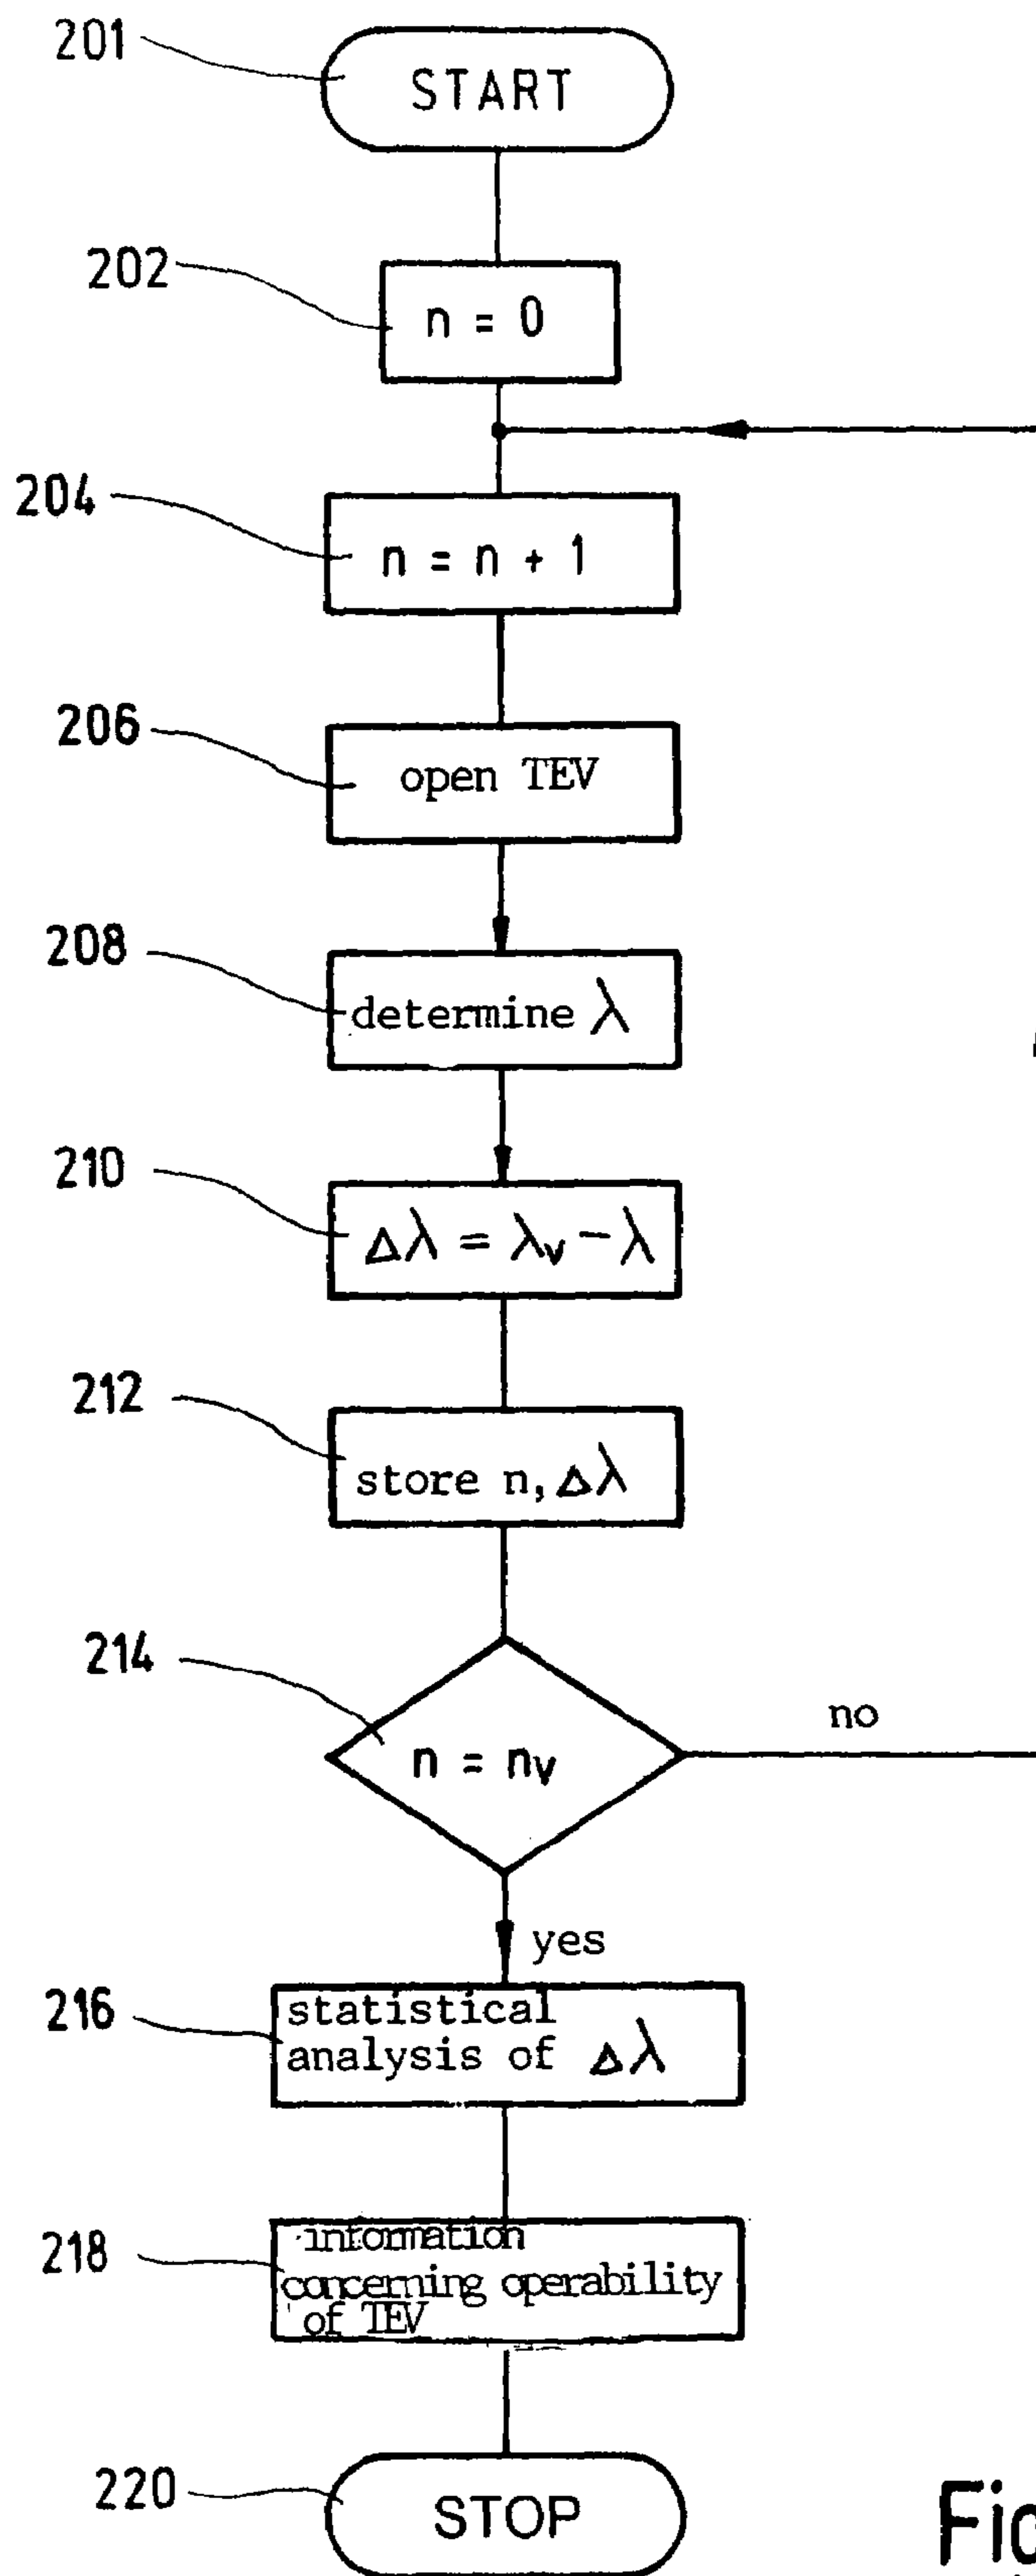 201
START
202
n = 0
204
n = n + 1
206
open TEV
208
determine λ
210
Δλ = λv - λ
212
store n, Δλ
214
n = nv
no
yes
216
statistical
analysis of Δλ
218
information
concerning operability
of TEV
220
STOP